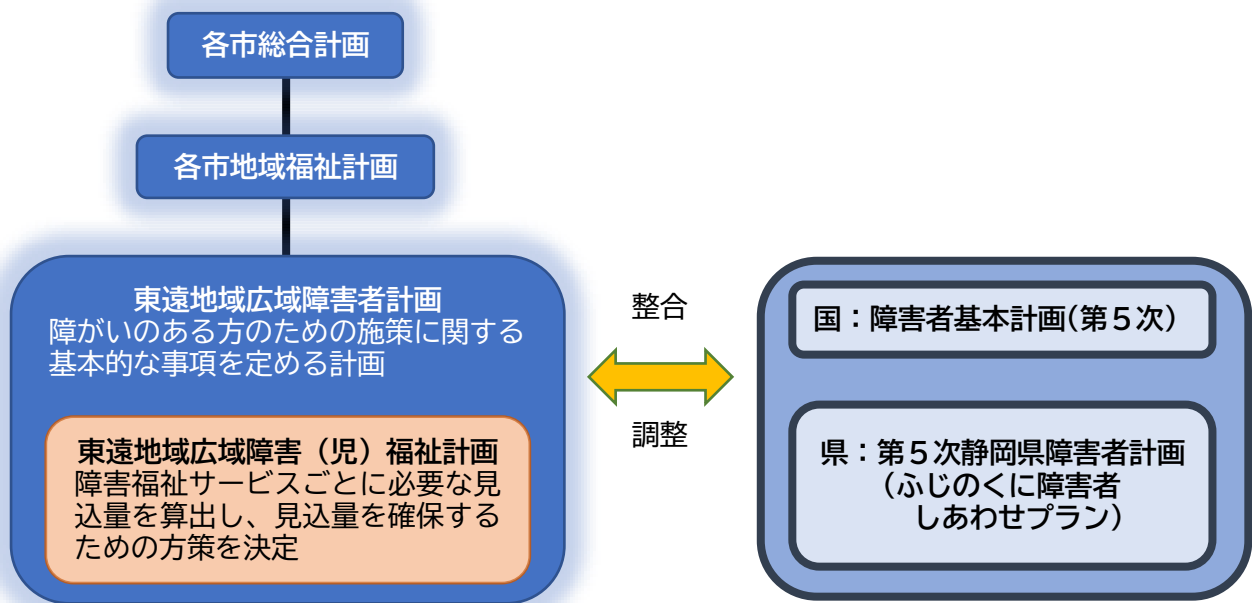 各市総合計画
各市地域福祉計画
東遠地域広域障害者計画
障がいのある方のための施策に関する
基本的な事項を定める計画
東遠地域広域障害（児）福祉計画
障害福祉サービスごとに必要な見
込量を算出し、見込量を確保する
ための方策を決定
整合
調整
国：障害者基本計画(第５次）
県：第５次静岡県障害者計画
（ふじのくに障害者
しあわせプラン）